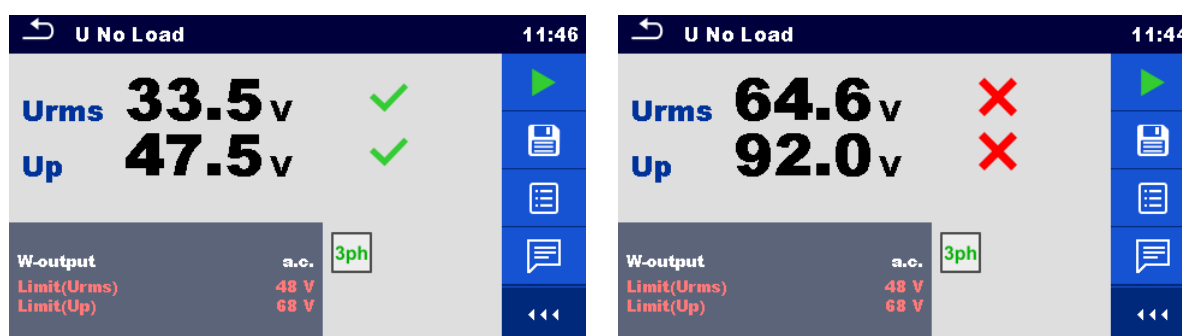 U No Load 11:46
Urms 33.5 V
Up 47.5 V
W-output a.c.
Limit(Urms) 48 V
Limit(Up) 68 V
3ph
U No Load 11:44
Urms 64.6 V
Up 92.0 V
W-output a.c.
Limit(Urms) 48 V
Limit(Up) 68 V
3ph